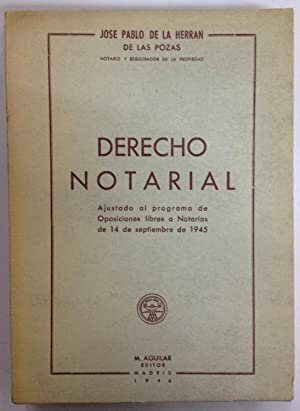 JOSE PABLO DE LA HERRAN
DE LAS POZAS
NOTARIO Y REGISTRADOR DE LA PROPIEDAD
DERECHO
NOTARIAL
Ajustado al programa de
Oposiciones libres a Notarías
de 14 de septiembre de 1945
M. AGUILAR
EDITOR
MADRID
1946